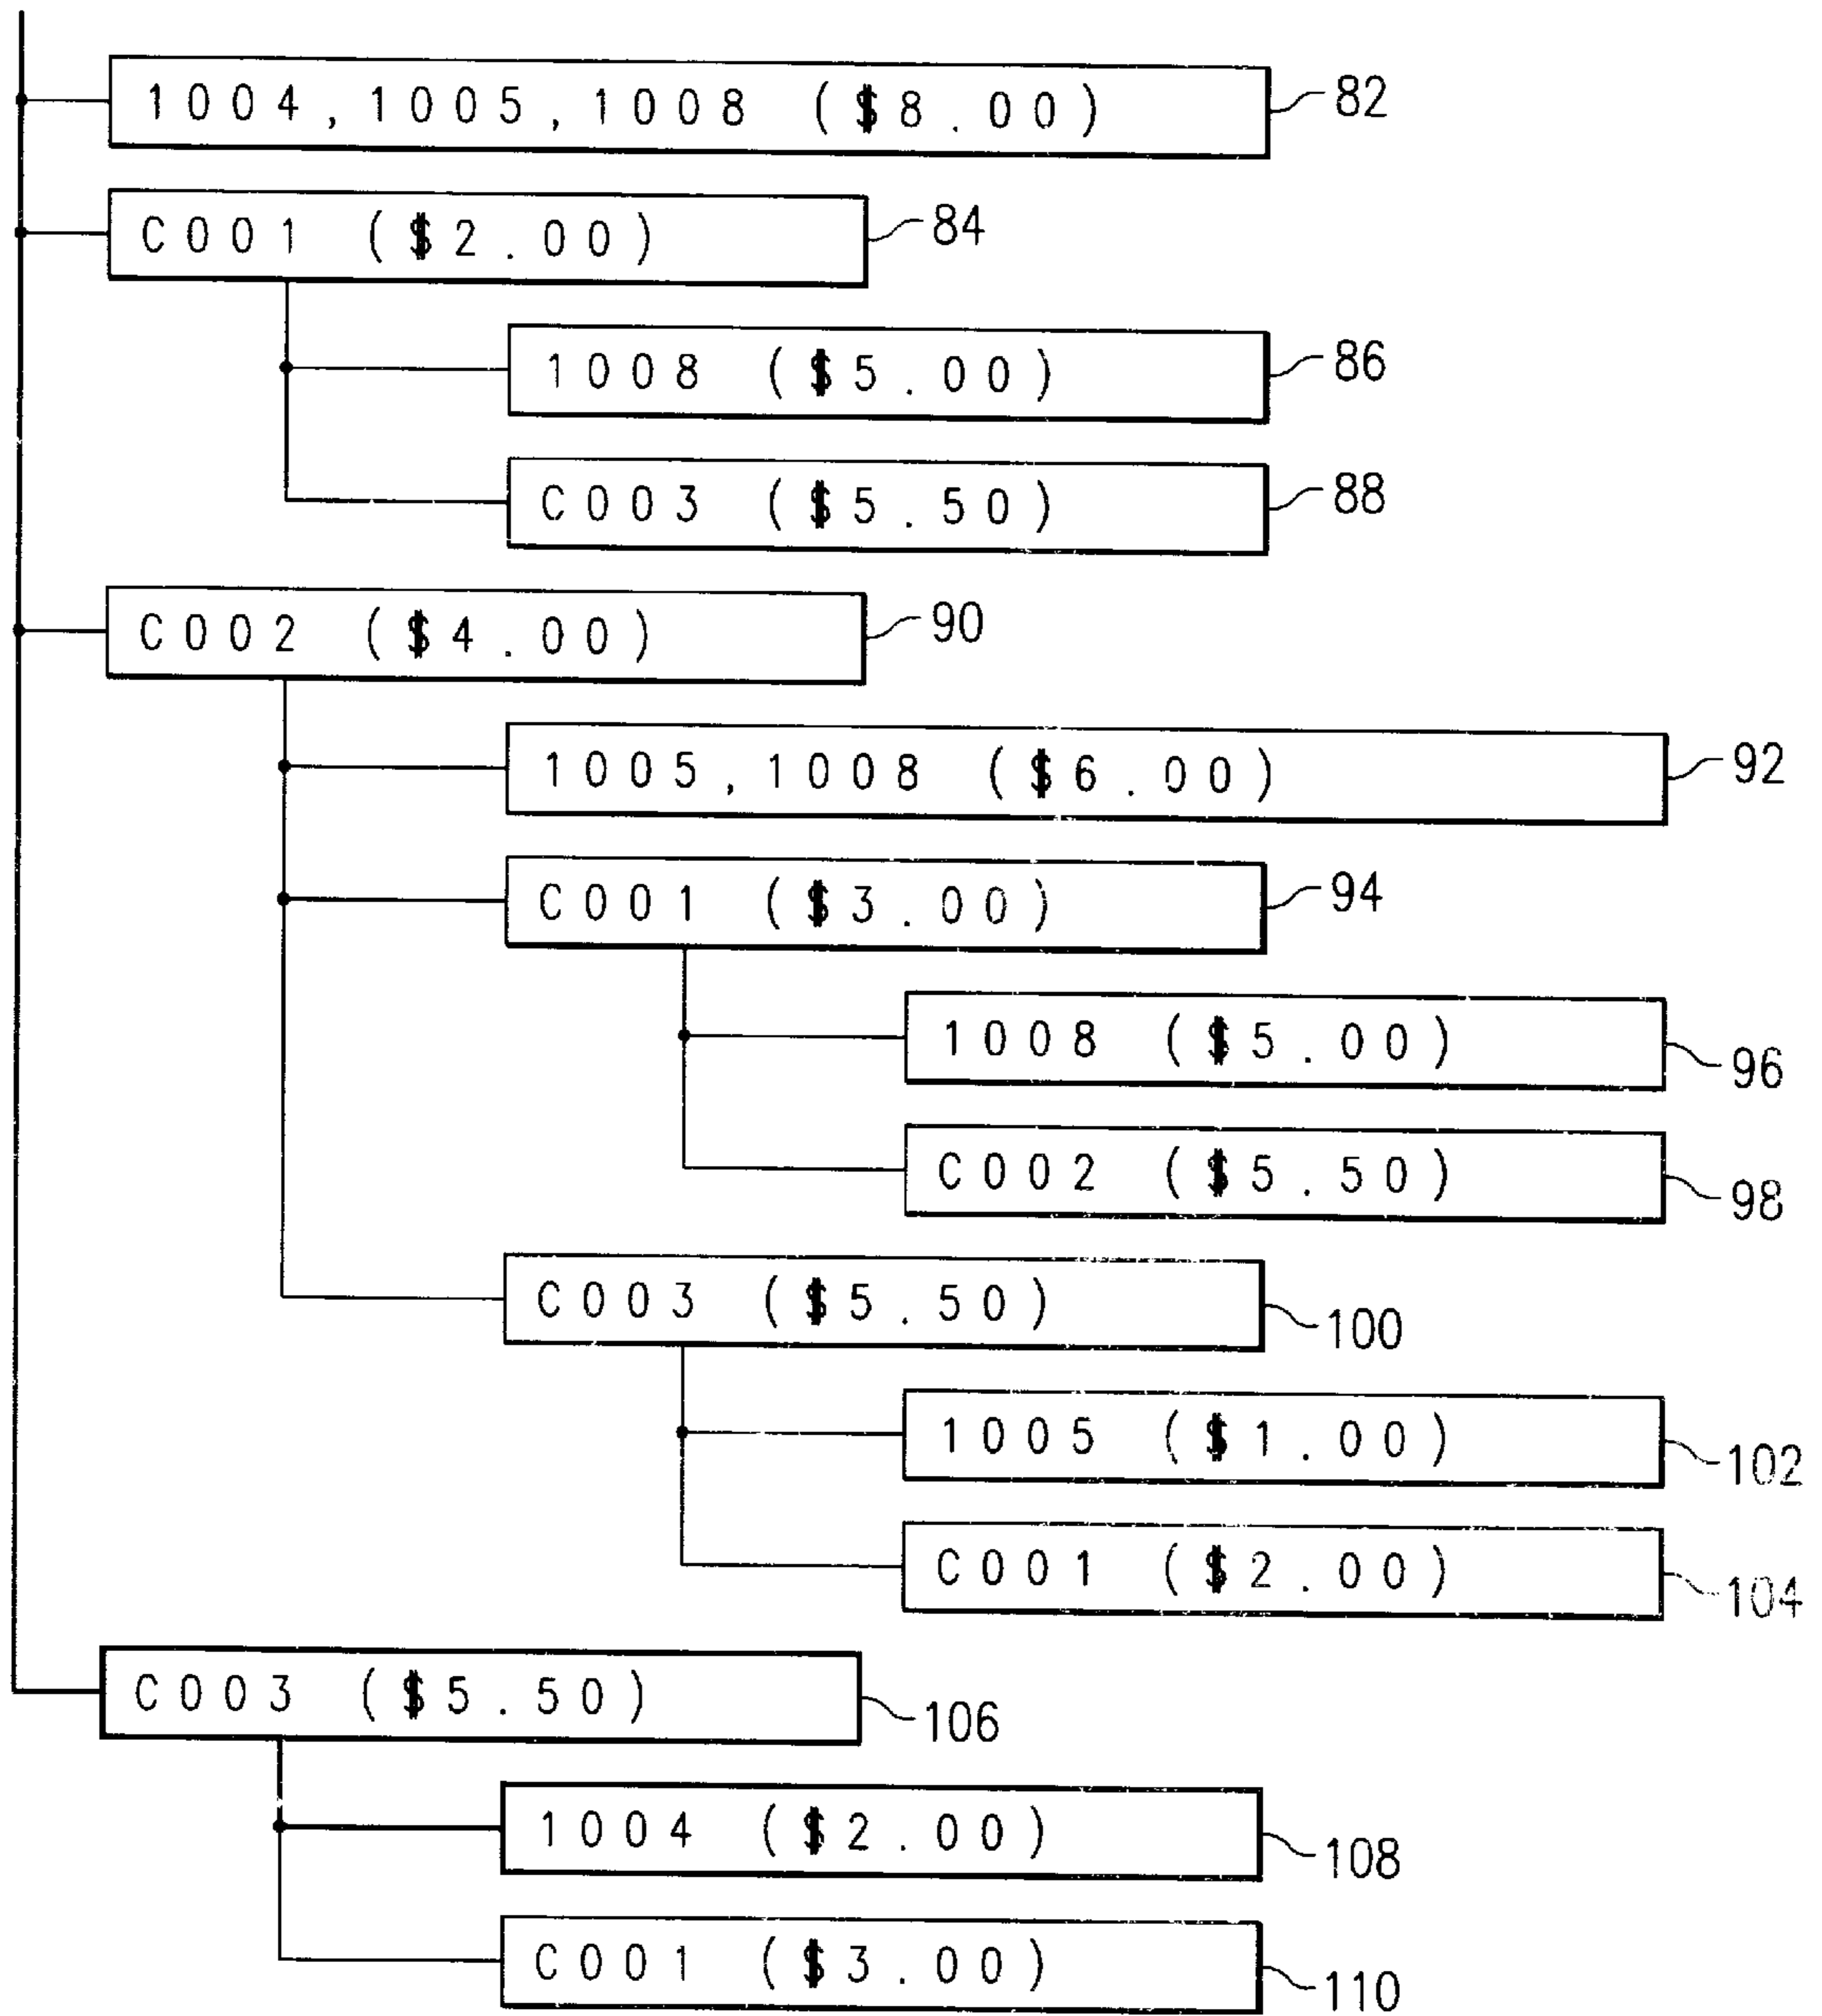 1004,1005,1008 ($8.00) 82
C001 ($2.00) 84
1008 ($5.00) 86
C003 ($5.50) 88
C002 ($4.00) 90
1005,1008 ($6.00) 92
C001 ($3.00) 94
1008 ($5.00) 96
C002 ($5.50) 98
C003 ($5.50) 100
1005 ($1.00) 102
C001 ($2.00) 104
C003 ($5.50) 106
1004 ($2.00) 108
C001 ($3.00) 110